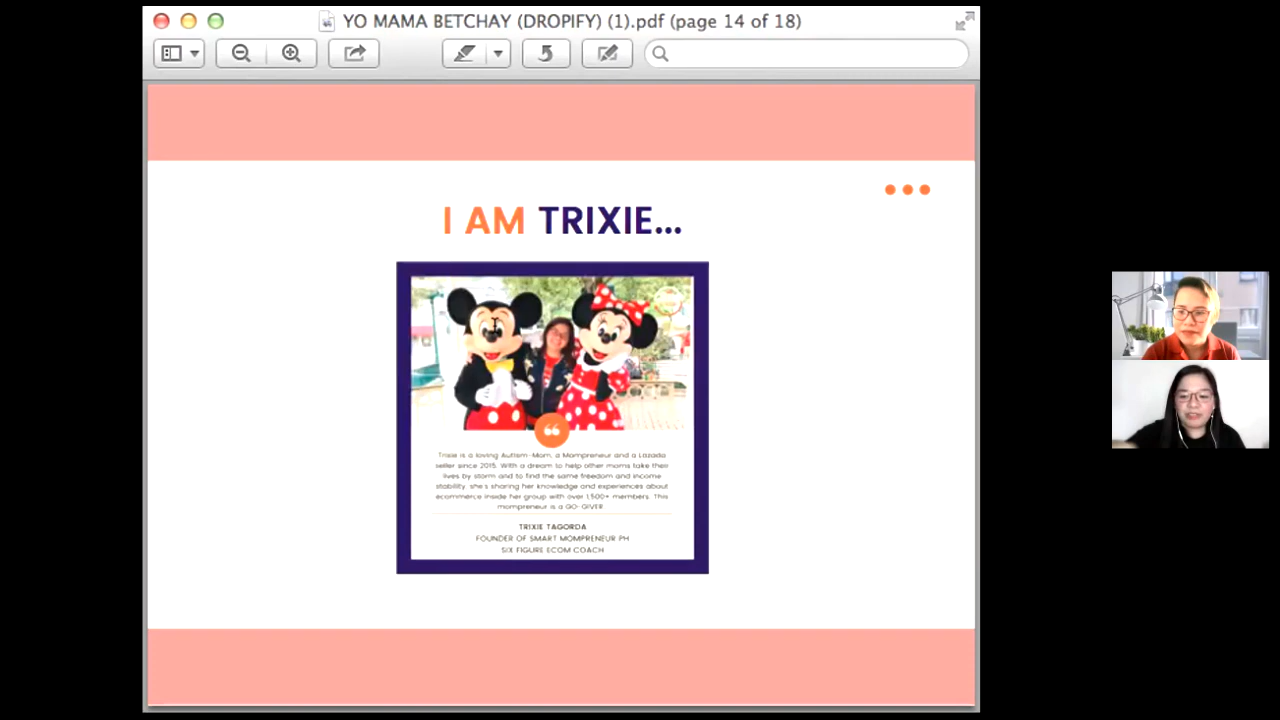 YO MAMA BETCHAY (DROPIFY) (1).pdf (page 14 of 18)
I AM TRIXIE...
Trixie is a loving Autism-Mom, a Mompreneur and a Lazada
seller since 2015. With a dream to help other moms take their
lives by storm and to find the same freedom and income
stability, she's sharing her knowledge and experiences about
ecommerce inside her group with over 1,500+ members. This
mompreneur is a GO-GIVER
TRIXIE TAGORDA
FOUNDER OF SMART MOMPRENEUR PH
SIX FIGURE ECOM COACH